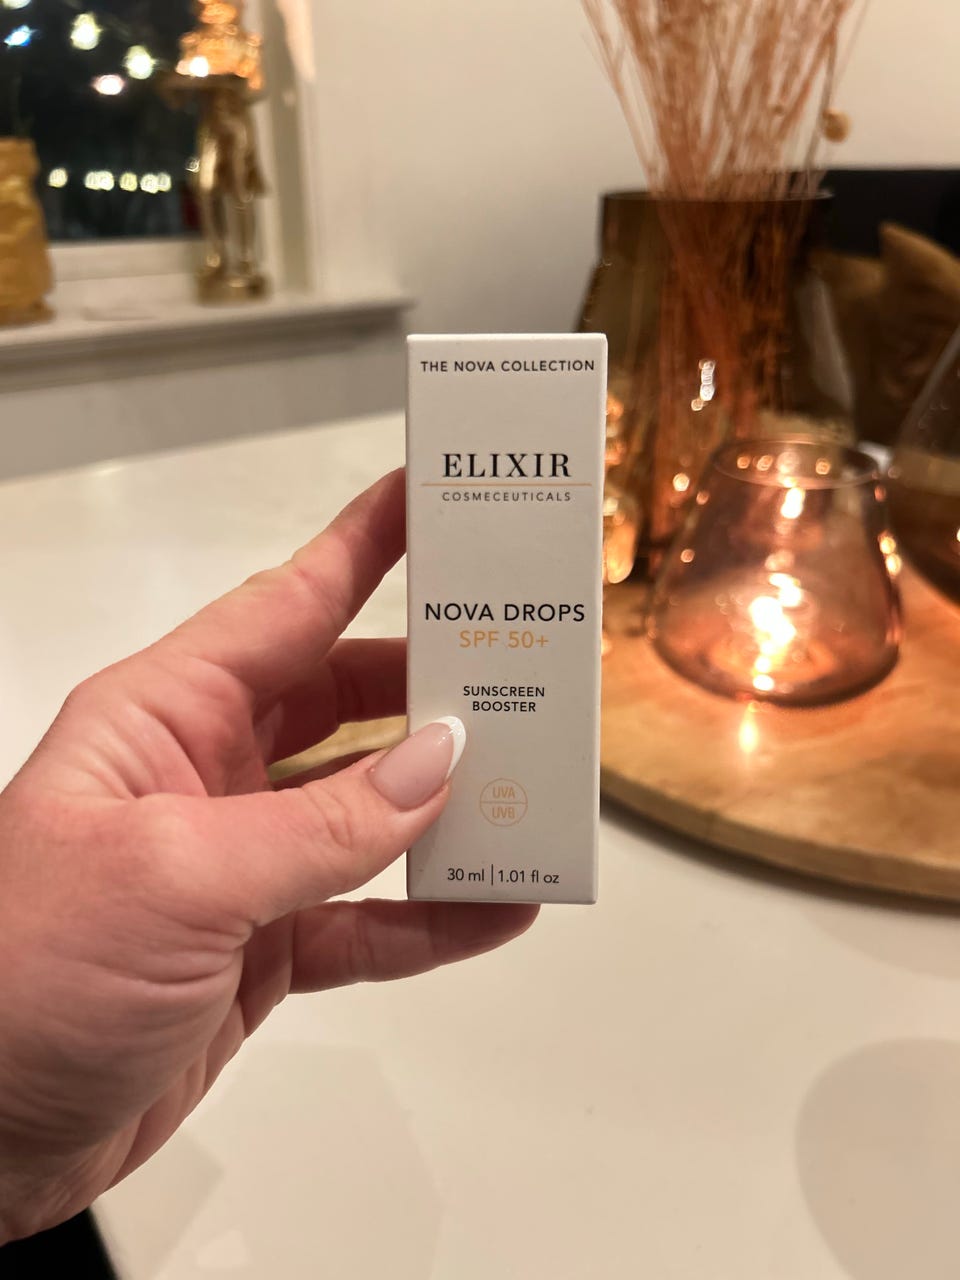 THE NOVA COLLECTION
ELIXIR
COSMECEUTICALS
NOVA DROPS
SPF 50+
SUNSCREEN
BOOSTER
UVA
UVB
30 ml | 1.01 fl oz